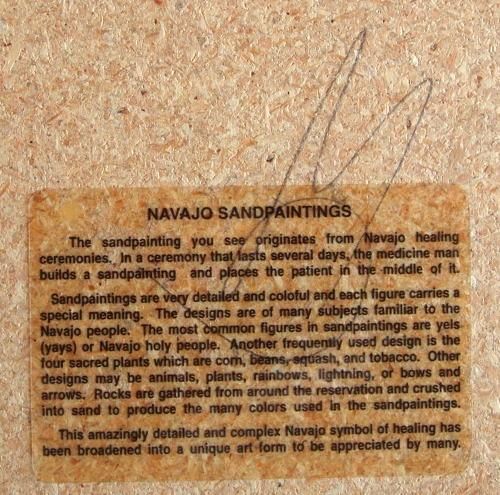 NAVAJO SANDPAINTINGS
The sandpainting you see originates from Navajo healing
ceremonies. In a ceremony that lasts several days, the medicine man
builds a sandpainting and places the patient in the middle of it.
Sandpaintings are very detailed and coloful and each figure carries a
special meaning. The designs are of many subjects familiar to the
Navajo people. The most common figures in sandpaintings are yels
(yays) or Navajo holy people. Another frequently used design is the
four sacred plants which are corn, beans, squash, and tobacco. Other
designs may be animals, plants, rainbows, lightning, or bows and
arrows. Rocks are gathered from around the reservation and crushed
into sand to produce the many colors used in the sandpaintings.
This amazingly detailed and complex Navajo symbol of healing has
been broadened into a unique art form to be appreciated by many.